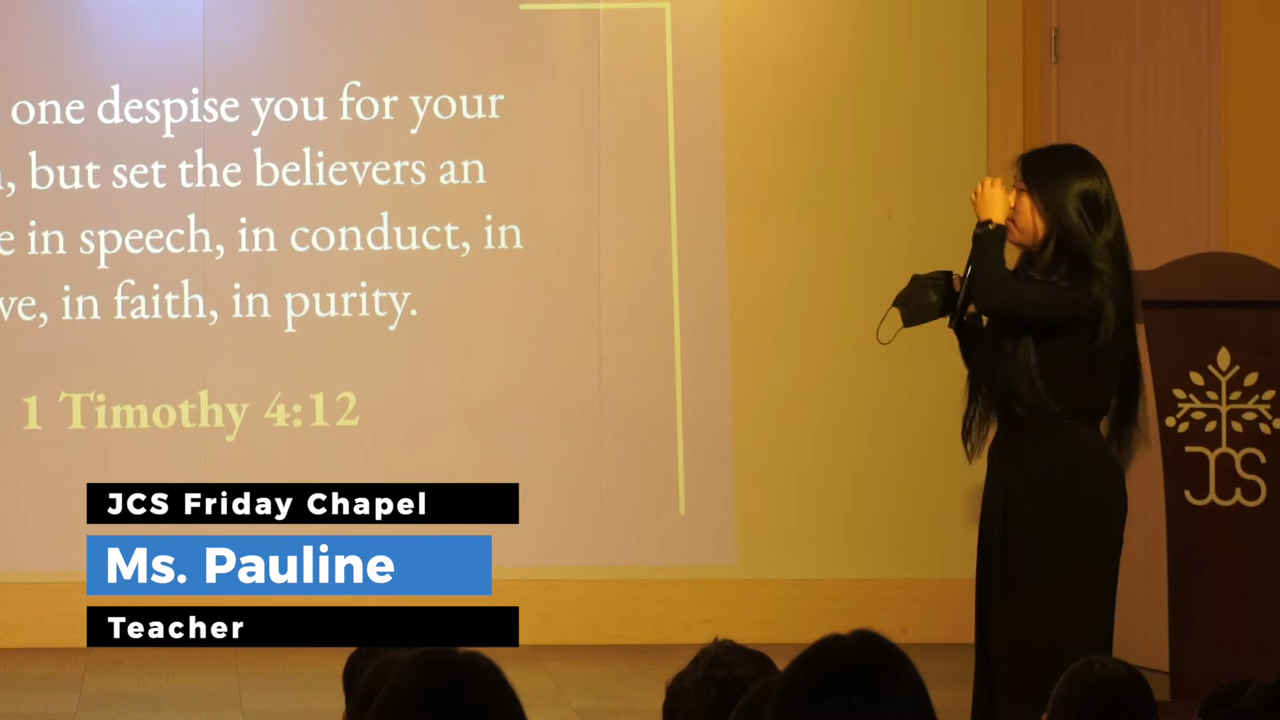 one despise you for your
, but set the believers an
e in speech, in conduct, in
ve, in faith, in purity.
1 Timothy 4:12
JCS Friday Chapel
Ms. Pauline
Teacher
JCS